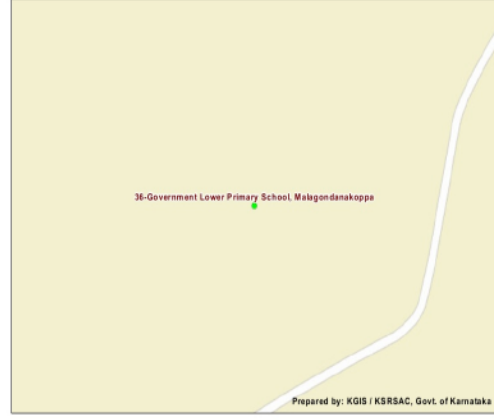 36-Government Lower Primary School, Malagondanakoppa
Prepared by: KGIS / KSRSAC, Govt. of Karnataka